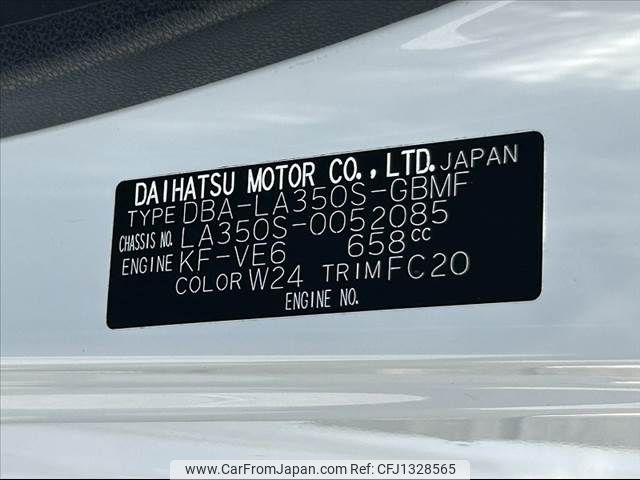 DAIHATSU MOTOR CO., LTD. JAPAN
TYPE DBA-LA350S-GBMF
CHASSIS NO. LA350S-0052085
ENGINE KF-VE6 658cc
COLOR W24 TRIM FC20
ENGINE NO.
www.CarFromJapan.com - CFJ1328565